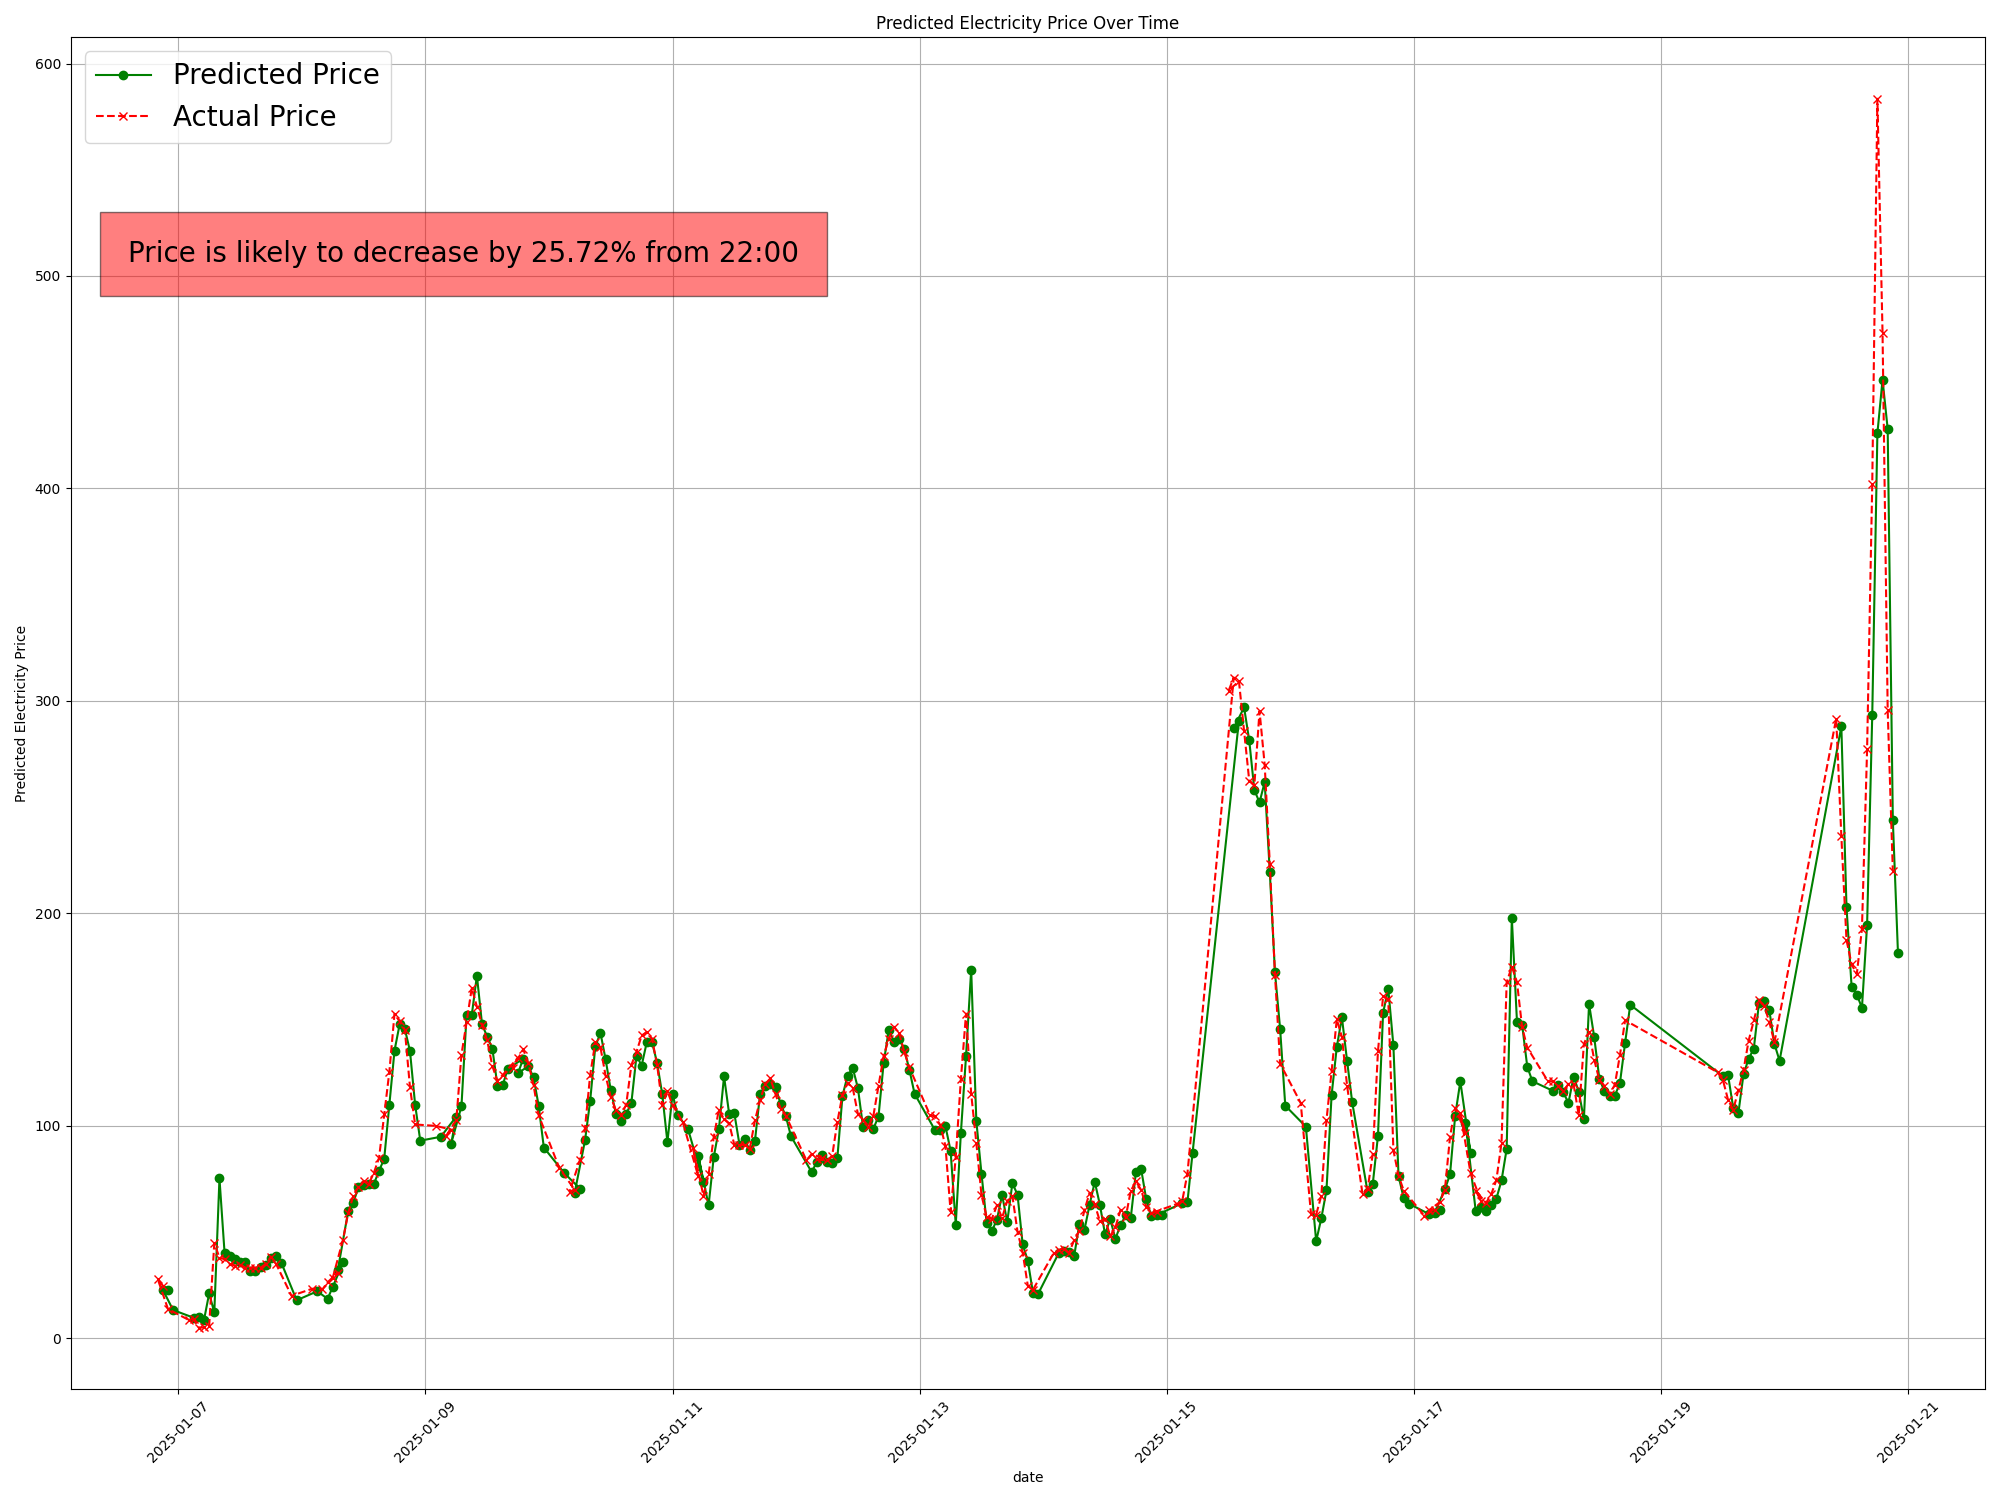 Predicted Electricity Price Over Time
Predicted Price
Actual Price
Price is likely to decrease by 25.72% from 22:00
Predicted Electricity Price
600
500
400
300
200
100
0
2025-01-07
2025-01-09
2025-01-11
2025-01-13
2025-01-15
2025-01-17
2025-01-19
2025-01-21
date